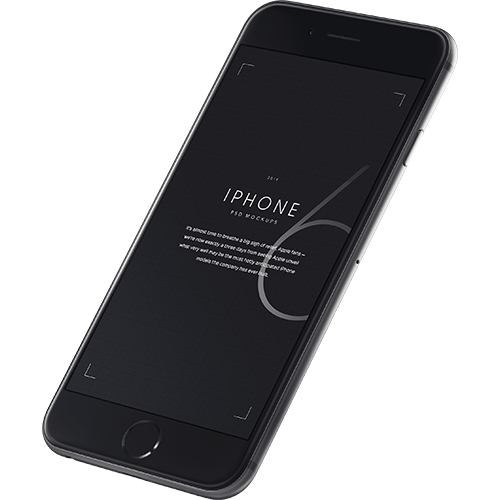 2014
IPHONE
PSD MOCKUPS
6
It's almost time to breathe a big sign of relief, Apple fans —
we're now exactly a three days from seeing Apple unveil
what very well may be the most hotly anticipated iPhone
models the company has ever built.